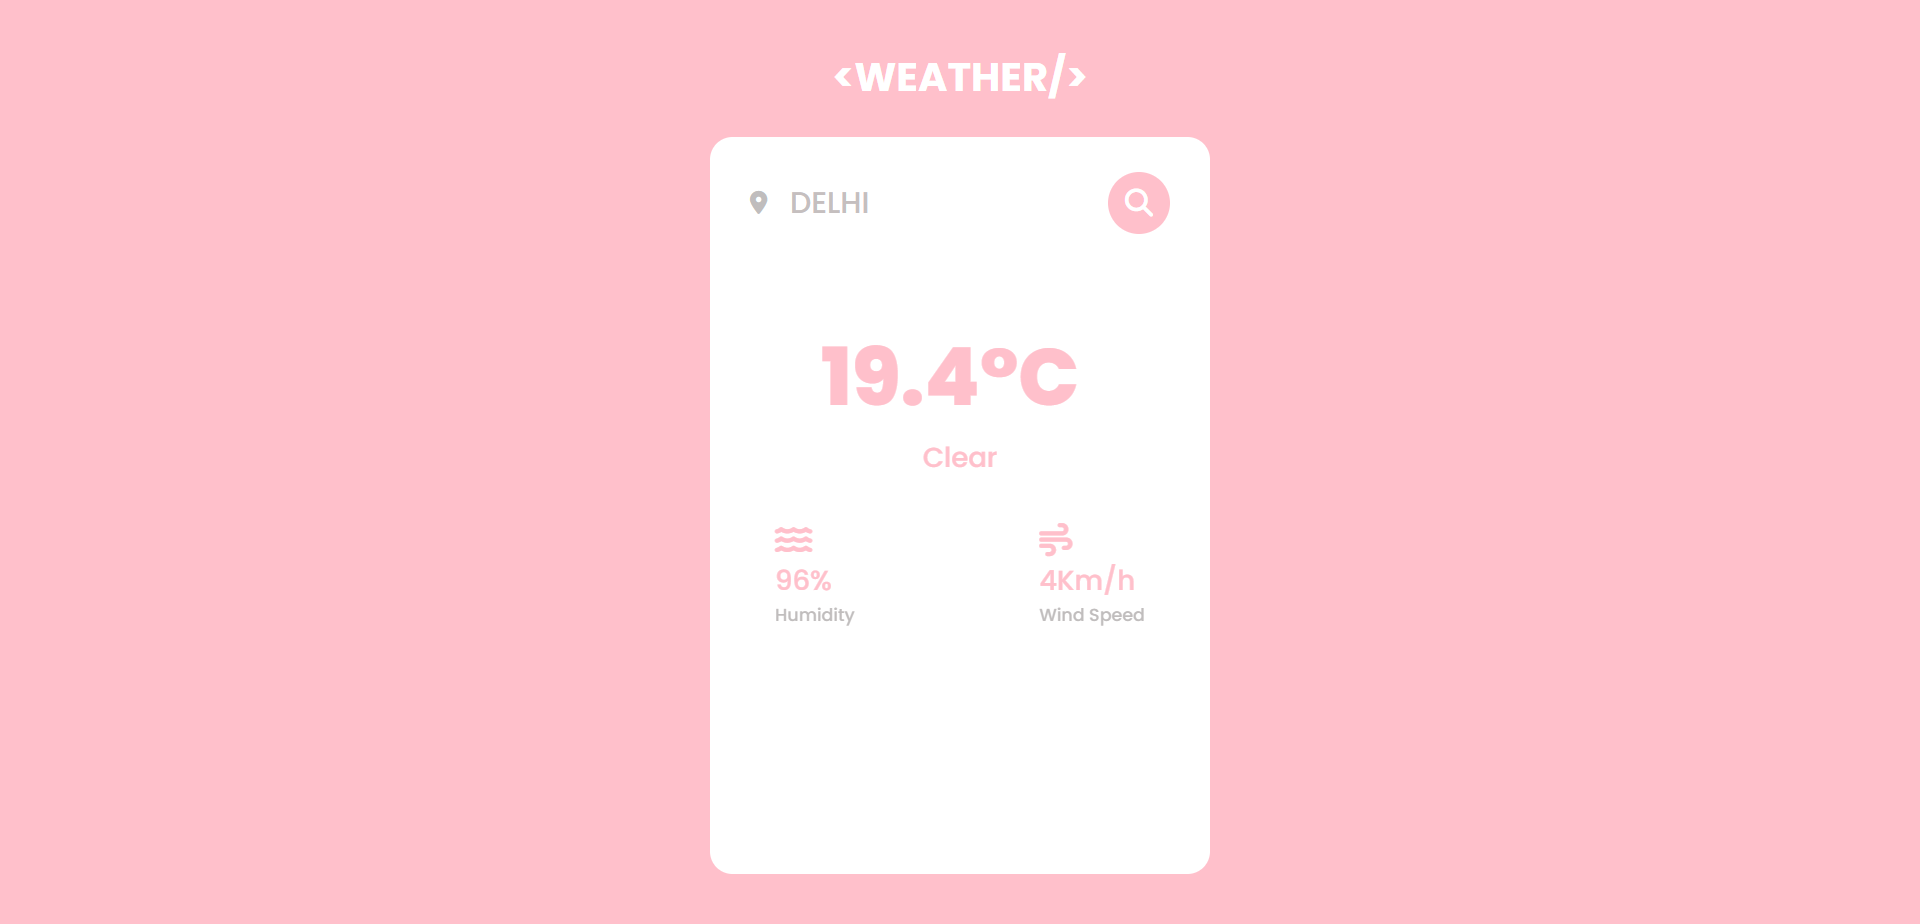 <WEATHER/>
DELHI
19.4°C
Clear
96%
Humidity
4Km/h
Wind Speed